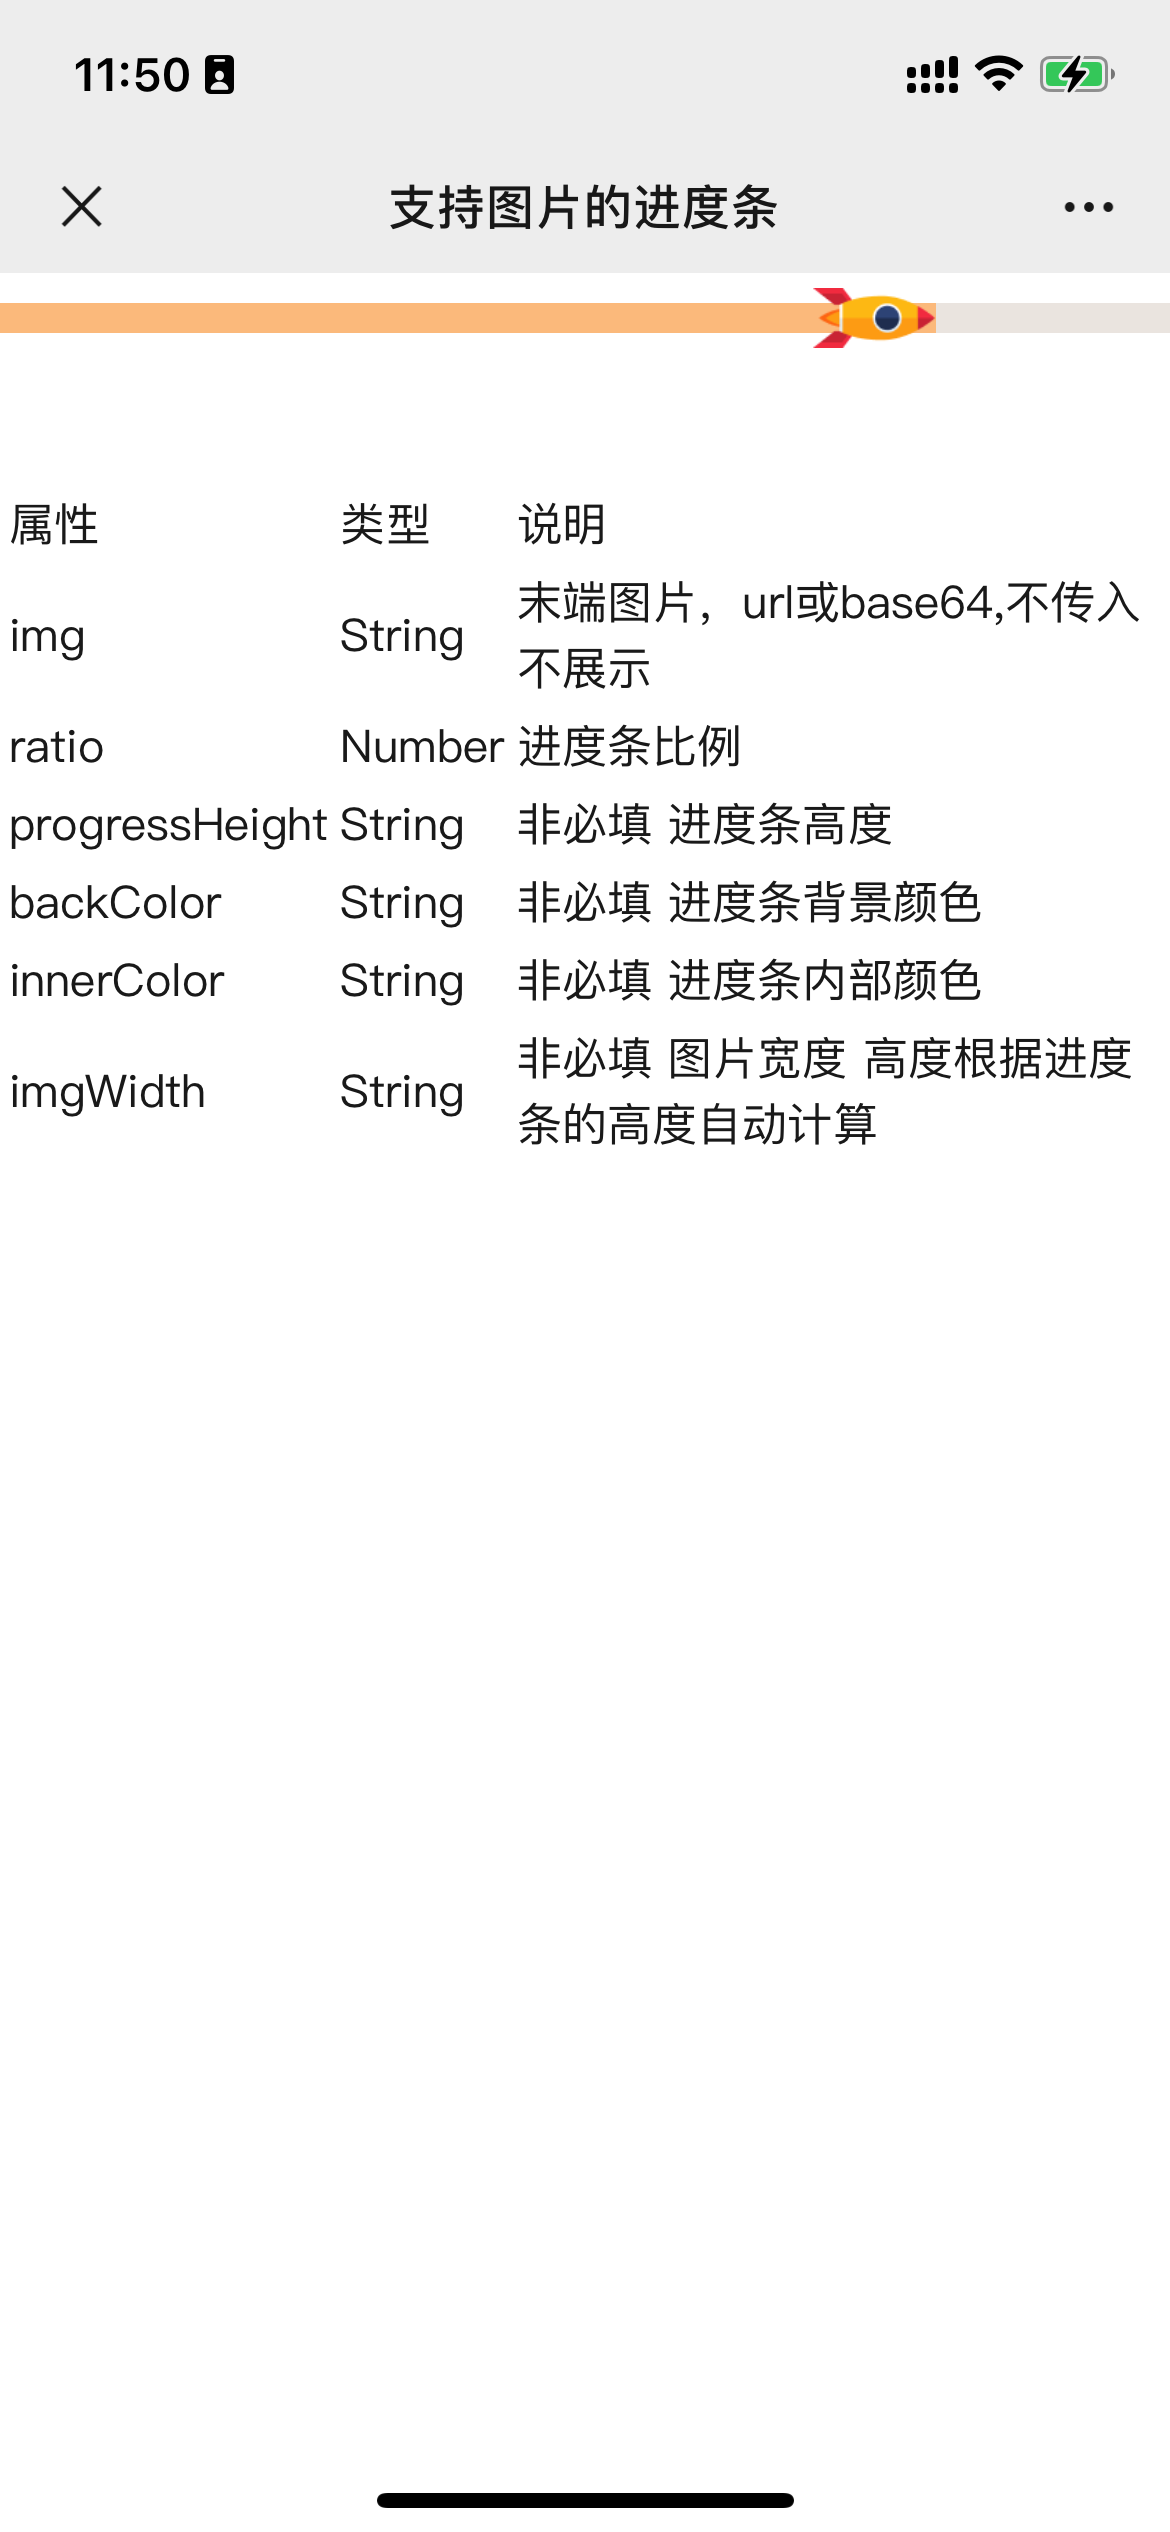 11:50
支持图片的进度条
属性 类型 说明
img String 末端图片，url或base64,不传入
不展示
ratio Number 进度条比例
progressHeight String 非必填 进度条高度
backColor String 非必填 进度条背景颜色
innerColor String 非必填 进度条内部颜色
imgWidth String 非必填 图片宽度 高度根据进度
条的高度自动计算